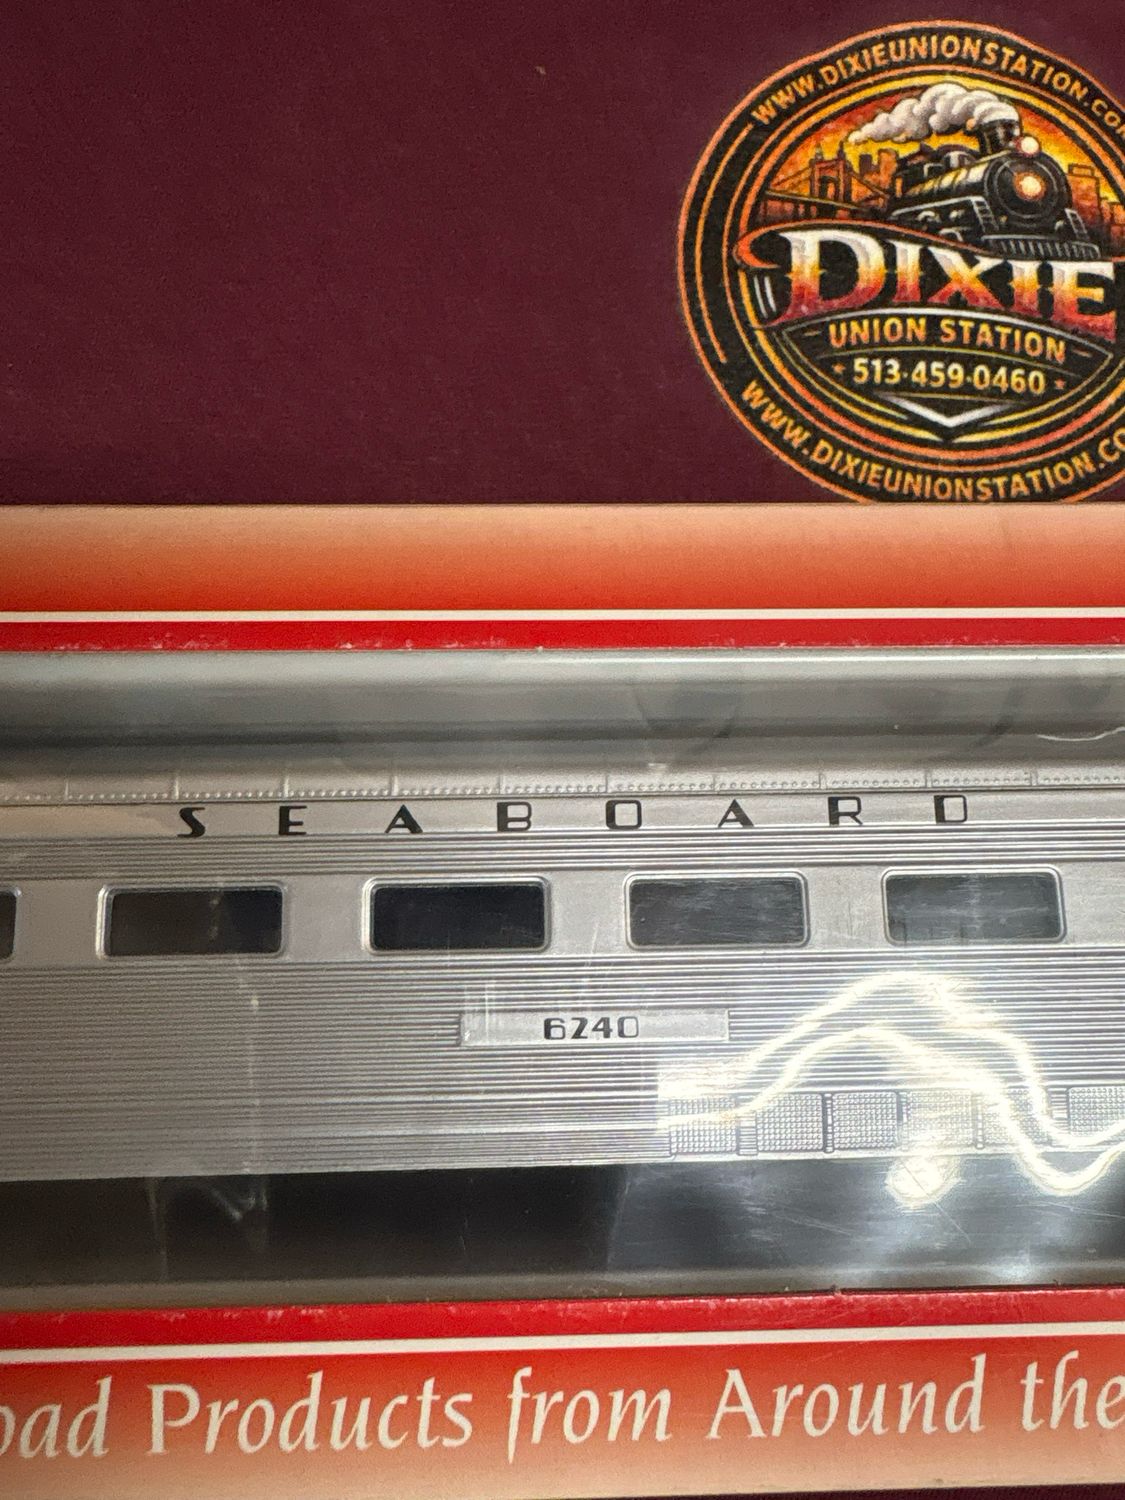 WWW.DIXIEUNIONSTATION.CO
DIXIE
UNION STATION
513-459-0460
WWW.DIXIEUNIONSTATION.CO
SEABOARD
6240
oad Products from Around the